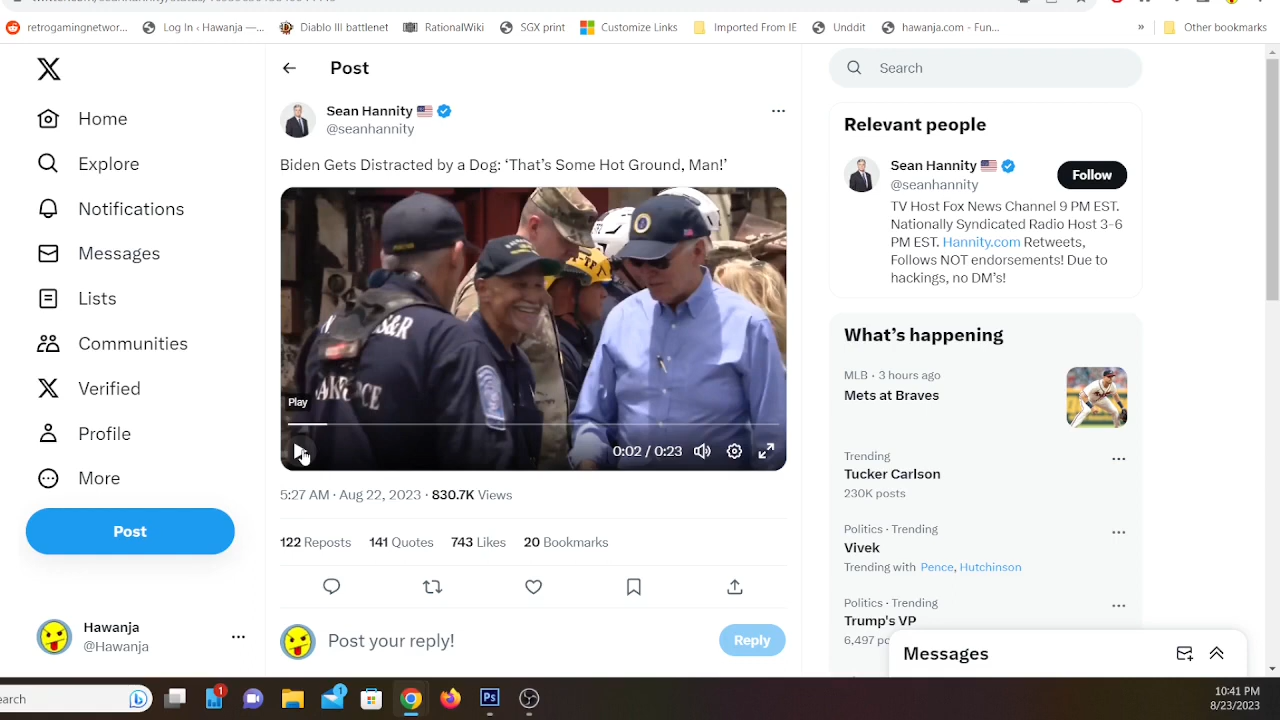 retrogamingnetwor...
Log In ‹ Hawanja —...
Diablo III battlenet
RationalWiki
SGX print
Customize Links
Imported From IE
Unddit
hawanja.com - Fun...
»
Other bookmarks
Home
Explore
Notifications
Messages
Lists
Communities
Verified
Profile
More
Post
Hawanja
@Hawanja
Post
Sean Hannity
@seanhannity
Biden Gets Distracted by a Dog: ‘That’s Some Hot Ground, Man!’
S&R
Play
0:02 / 0:23
5:27 AM · Aug 22, 2023 · 830.7K Views
122 Reposts 141 Quotes 743 Likes 20 Bookmarks
Post your reply!
Reply
Search
Relevant people
Sean Hannity
@seanhannity
Follow
TV Host Fox News Channel 9 PM EST.
Nationally Syndicated Radio Host 3-6
PM EST. Hannity.com Retweets,
Follows NOT endorsements! Due to
hackings, no DM’s!
What’s happening
MLB · 3 hours ago
Mets at Braves
Trending
Tucker Carlson
230K posts
Politics · Trending
Vivek
Trending with Pence, Hutchinson
Politics · Trending
Trump's VP
6,497 po
Messages
earch
1
1
Ps
10:41 PM
8/23/2023